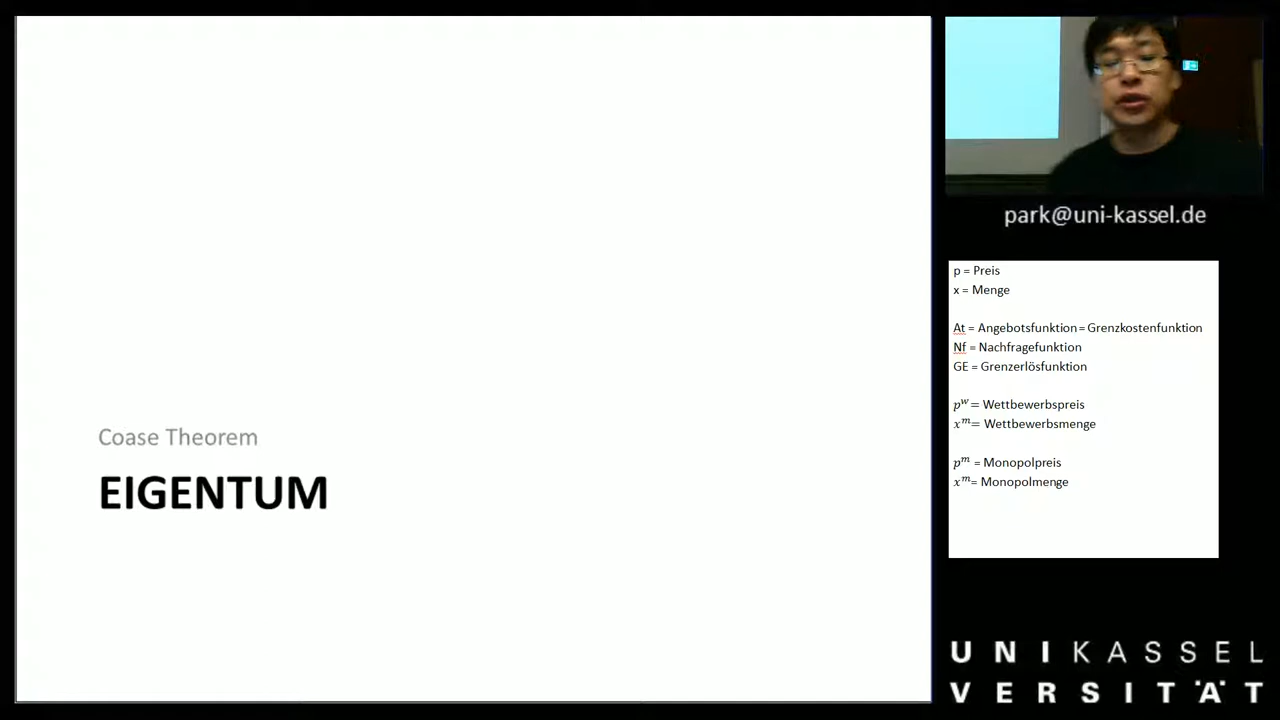 Coase Theorem
EIGENTUM
park@uni-kassel.de
p = Preis
x = Menge
At = Angebotsfunktion = Grenzkostenfunktion
Nf = Nachfragefunktion
GE = Grenzerlösfunktion
p^w = Wettbewerbspreis
x^m = Wettbewerbsmenge
p^m = Monopolpreis
x^m = Monopolmenge
UNIKASSEL
VERSITÄT